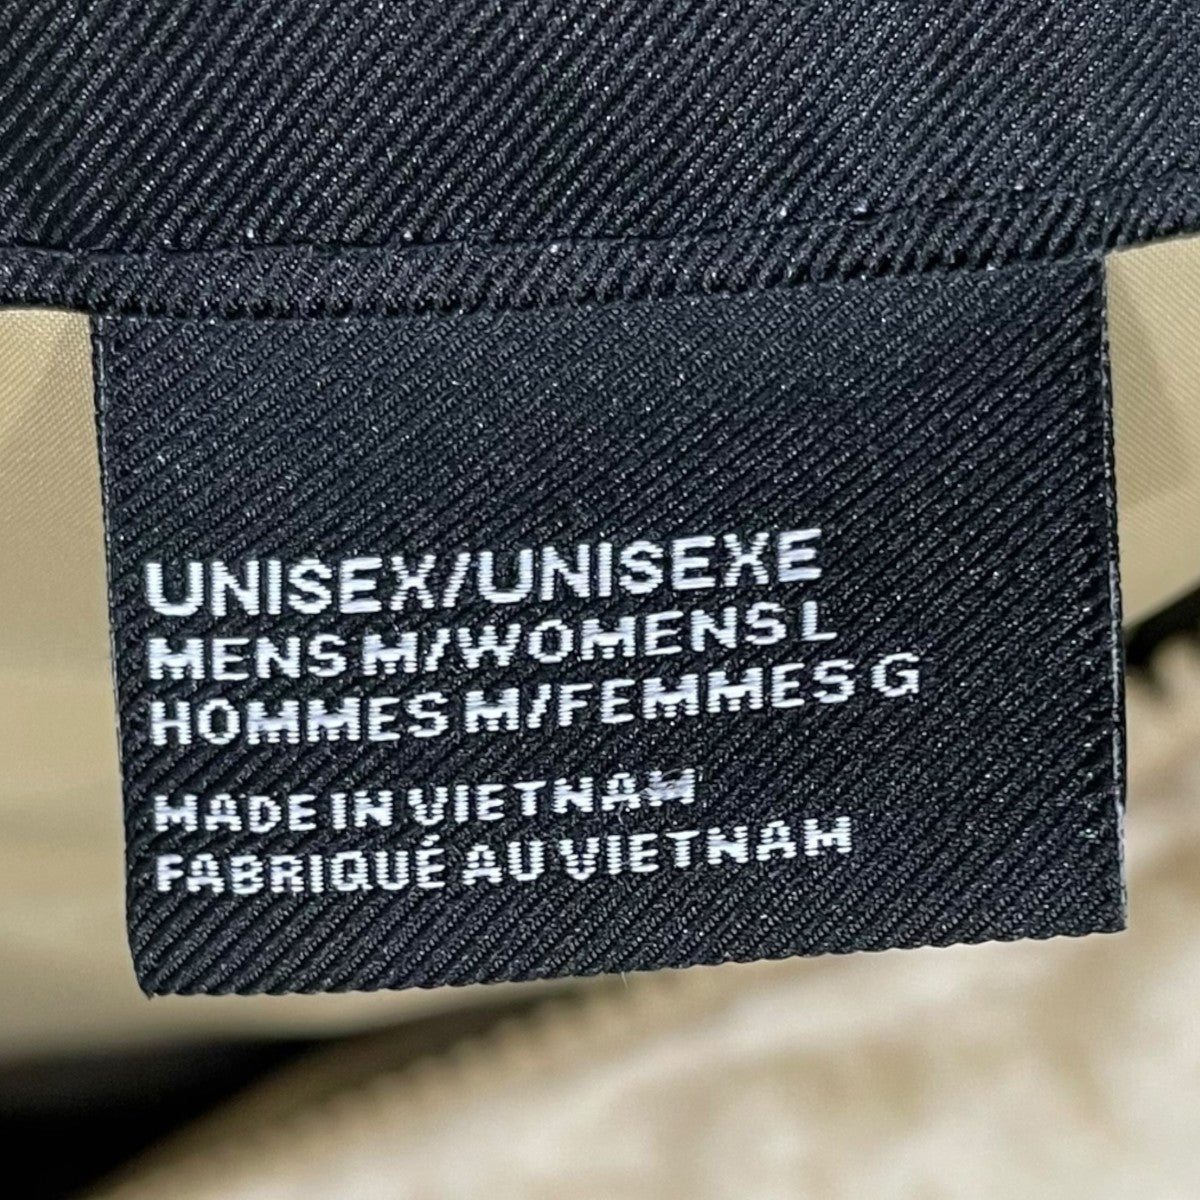 UNISEX/UNISEXE
MENS M/WOMENS L
HOMMES M/FEMMES G
MADE IN VIETNAM
FABRIQUÉ AU VIETNAM